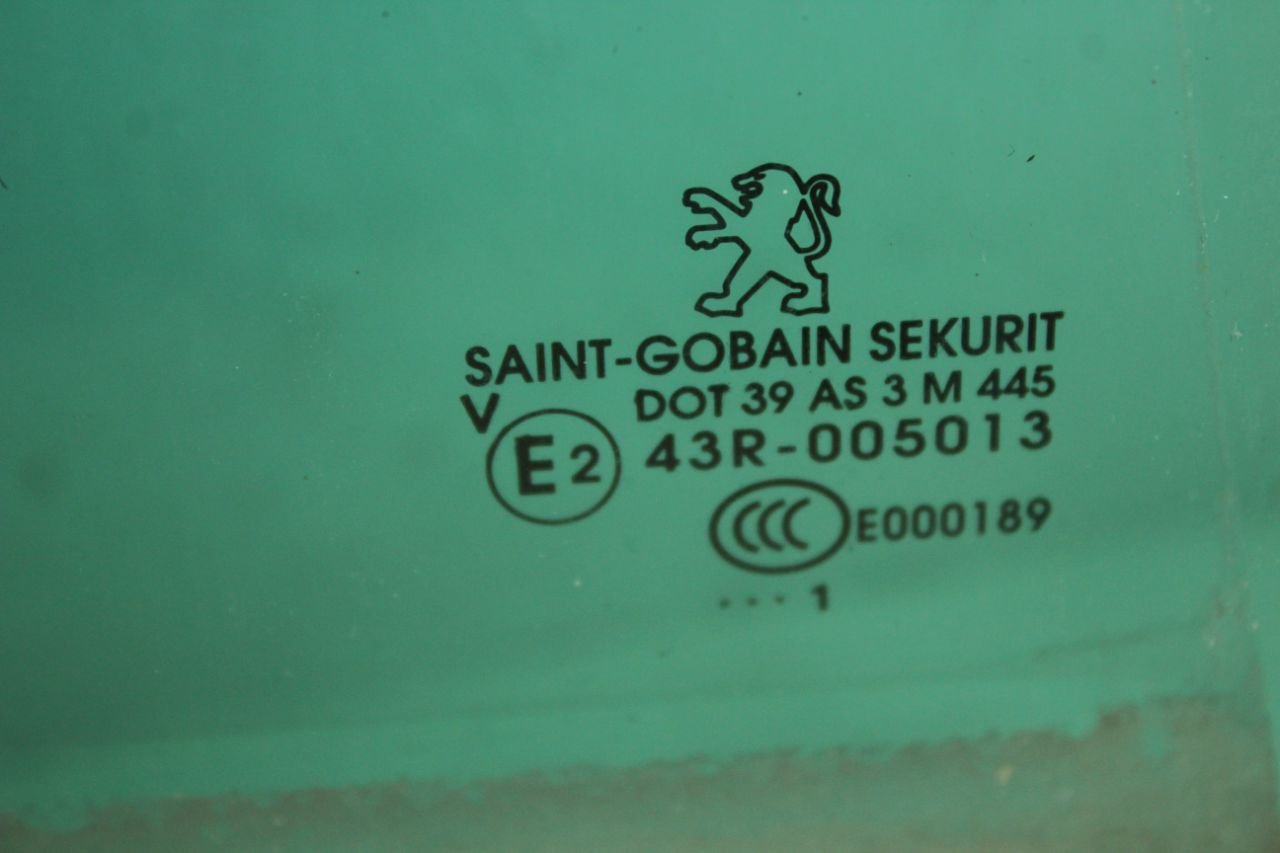 SAINT-GOBAIN SEKURIT
V DOT 39 AS 3 M 445
E2 43R-005013
CCC E000189
... 1